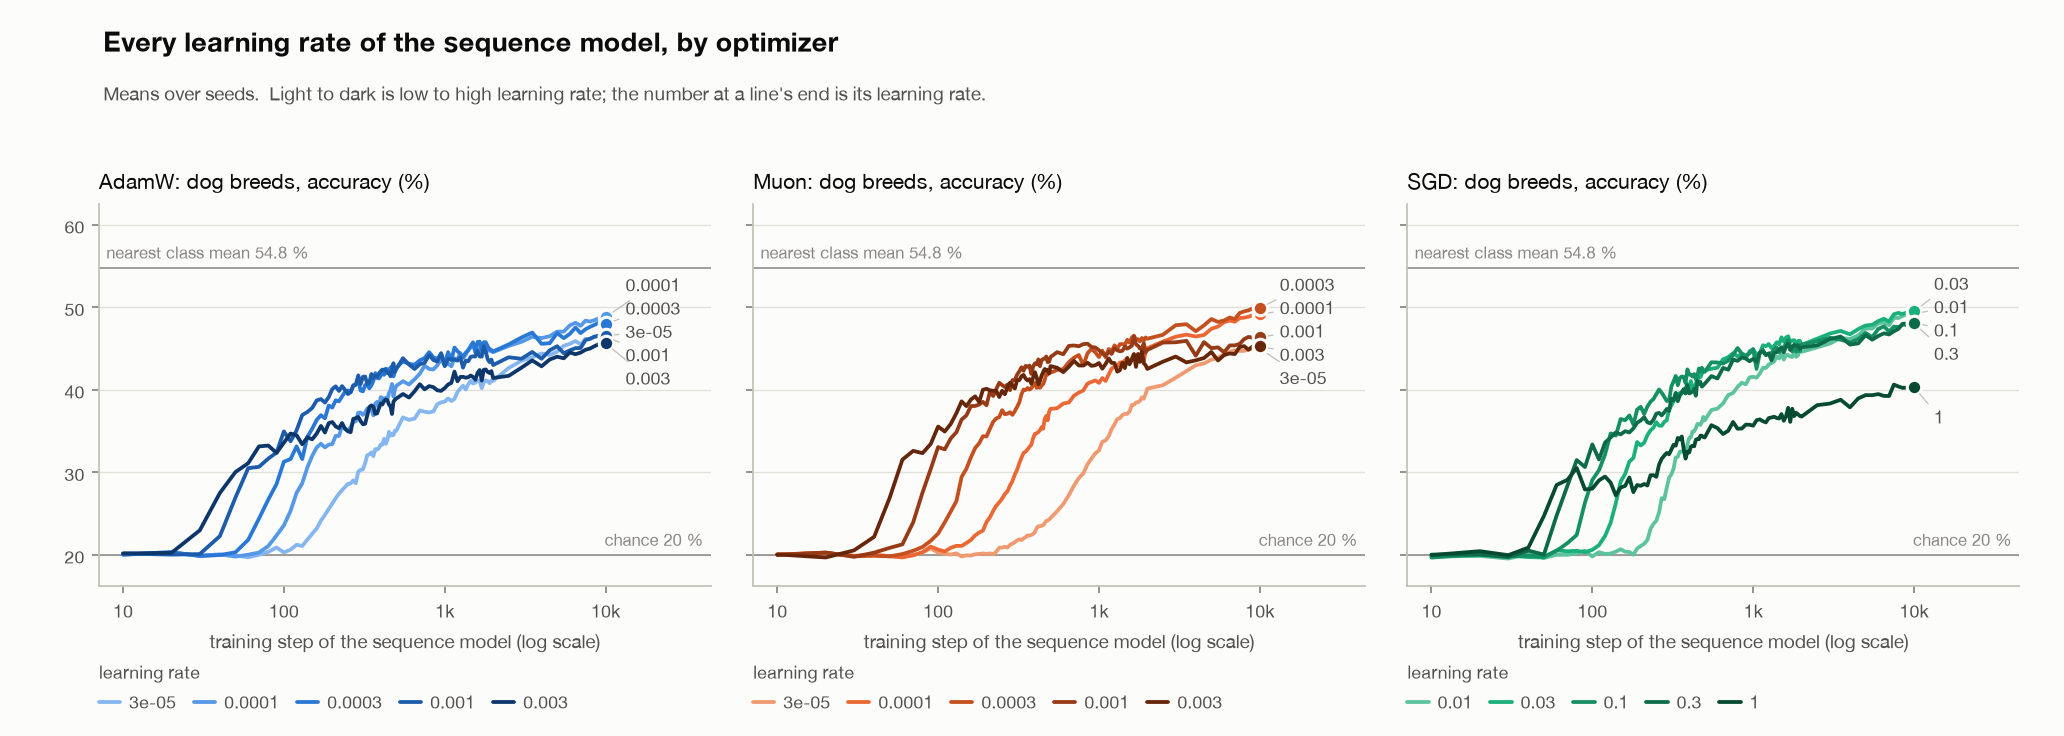 Every learning rate of the sequence model, by optimizer
Means over seeds.  Light to dark is low to high learning rate; the number at a line's end is its learning rate.
AdamW: dog breeds, accuracy (%)
60
50
40
30
20
nearest class mean 54.8 %
0.0001
0.0003
3e-05
0.001
0.003
chance 20 %
10
100
1k
10k
training step of the sequence model (log scale)
learning rate
3e-05
0.0001
0.0003
0.001
0.003
Muon: dog breeds, accuracy (%)
nearest class mean 54.8 %
0.0003
0.0001
0.001
0.003
3e-05
chance 20 %
10
100
1k
10k
training step of the sequence model (log scale)
learning rate
3e-05
0.0001
0.0003
0.001
0.003
SGD: dog breeds, accuracy (%)
nearest class mean 54.8 %
0.03
0.01
0.1
0.3
1
chance 20 %
10
100
1k
10k
training step of the sequence model (log scale)
learning rate
0.01
0.03
0.1
0.3
1